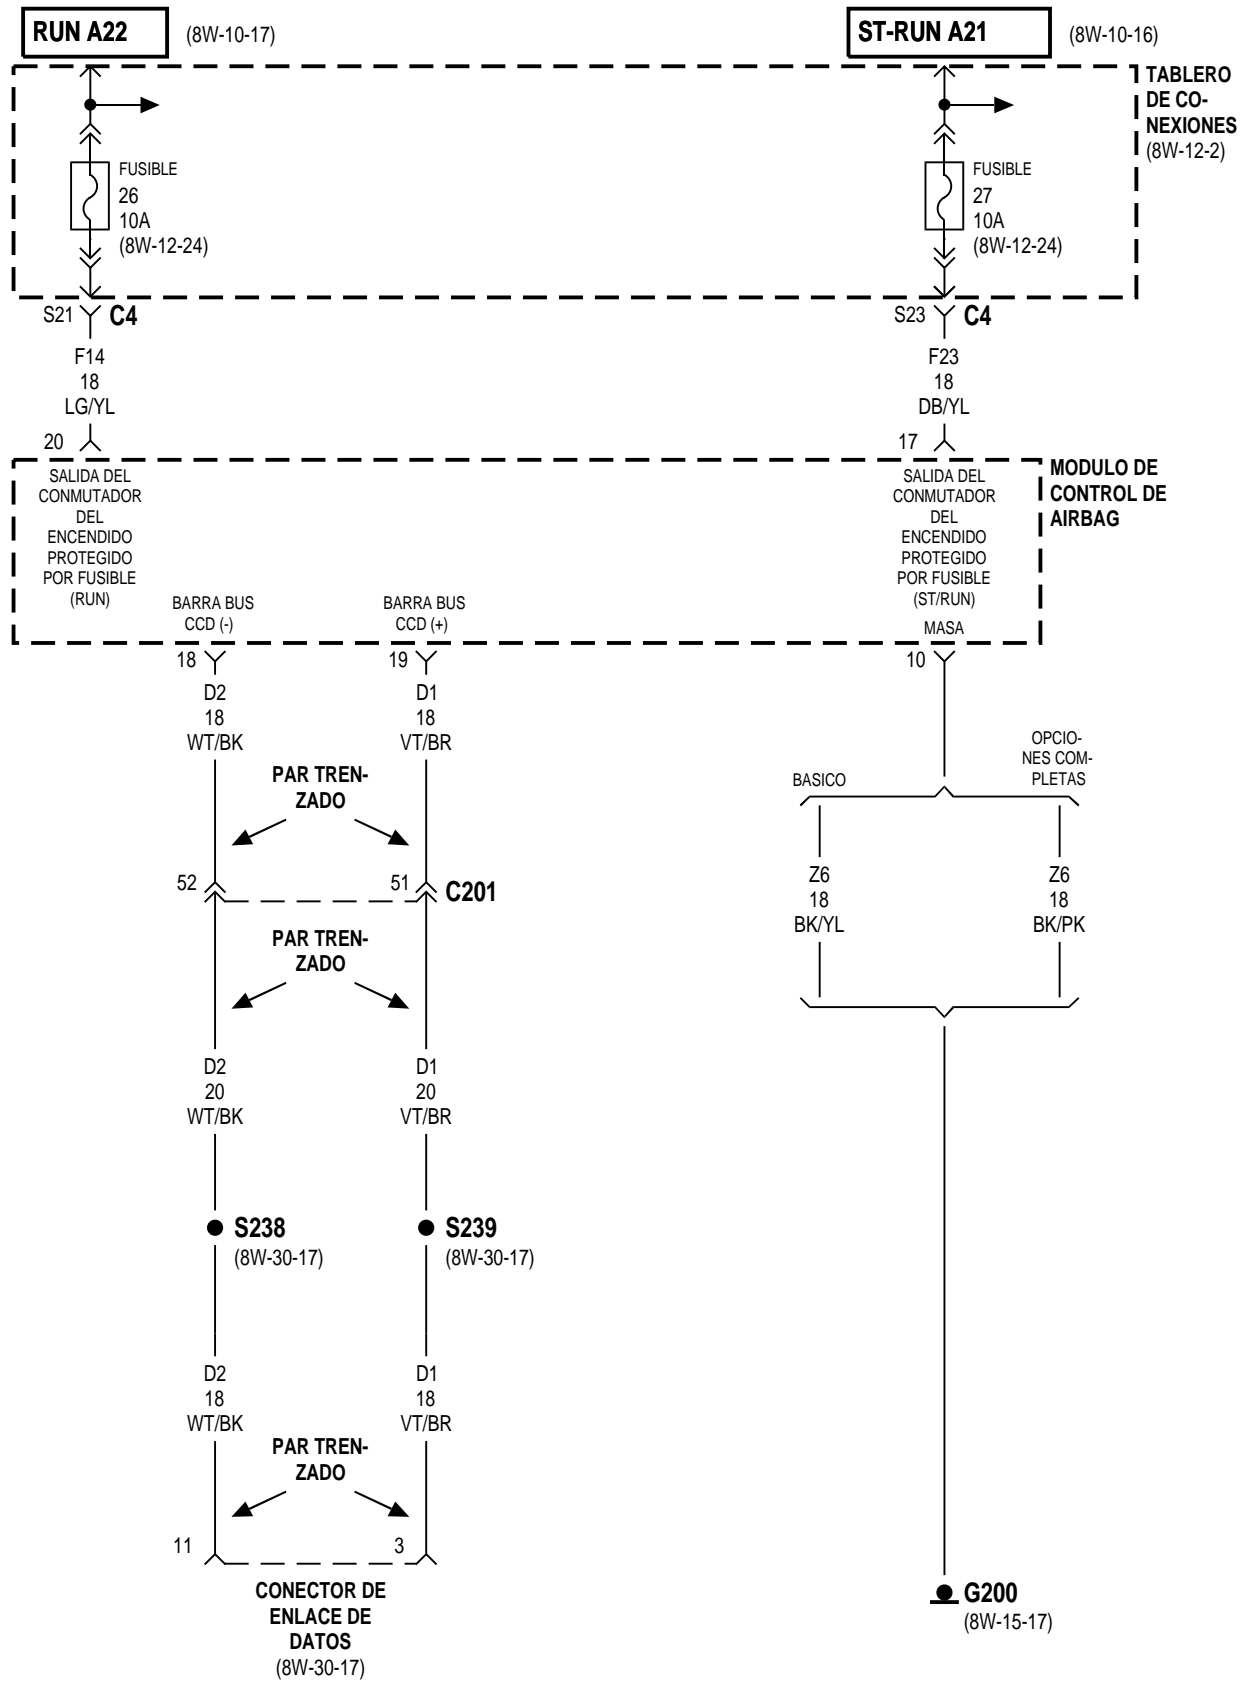 RUN A22
(8W-10-17)
ST-RUN A21
(8W-10-16)
TABLERO
DE CO-
NEXIONES
(8W-12-2)
FUSIBLE
26
10A
(8W-12-24)
FUSIBLE
27
10A
(8W-12-24)
S21
C4
S23
C4
F14
18
LG/YL
F23
18
DB/YL
20
17
MODULO DE
CONTROL DE
AIRBAG
SALIDA DEL
CONMUTADOR
DEL
ENCENDIDO
PROTEGIDO
POR FUSIBLE
(RUN)
SALIDA DEL
CONMUTADOR
DEL
ENCENDIDO
PROTEGIDO
POR FUSIBLE
(ST/RUN)
BARRA BUS
CCD (-)
BARRA BUS
CCD (+)
MASA
18
19
10
D2
18
WT/BK
D1
18
VT/BR
PAR TREN-
ZADO
BASICO
OPCIO-
NES COM-
PLETAS
52
51
C201
Z6
18
BK/YL
Z6
18
BK/PK
PAR TREN-
ZADO
D2
20
WT/BK
D1
20
VT/BR
S238
(8W-30-17)
S239
(8W-30-17)
D2
18
WT/BK
D1
18
VT/BR
PAR TREN-
ZADO
11
3
CONECTOR DE
ENLACE DE
DATOS
(8W-30-17)
G200
(8W-15-17)